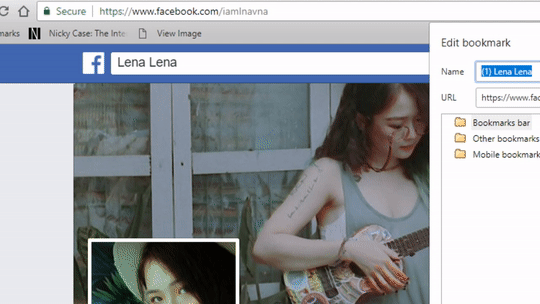 Secure
https://www.facebook.com/iamlnavna
marks
N
Nicky Case: The Inte
View Image
f
Lena Lena
Edit bookmark
Name
(1) Lena Lena
URL
https://www.fac
Bookmarks bar
Other bookmarks
Mobile bookmark